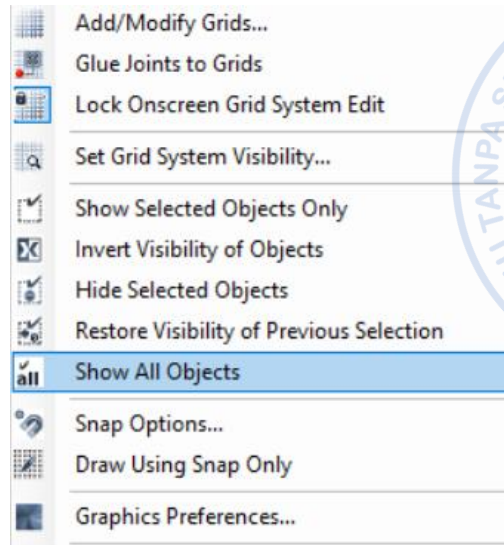 Add/Modify Grids...
Glue Joints to Grids
Lock Onscreen Grid System Edit
Set Grid System Visibility...
Show Selected Objects Only
Invert Visibility of Objects
Hide Selected Objects
Restore Visibility of Previous Selection
all Show All Objects
Snap Options...
Draw Using Snap Only
Graphics Preferences...
TANPA